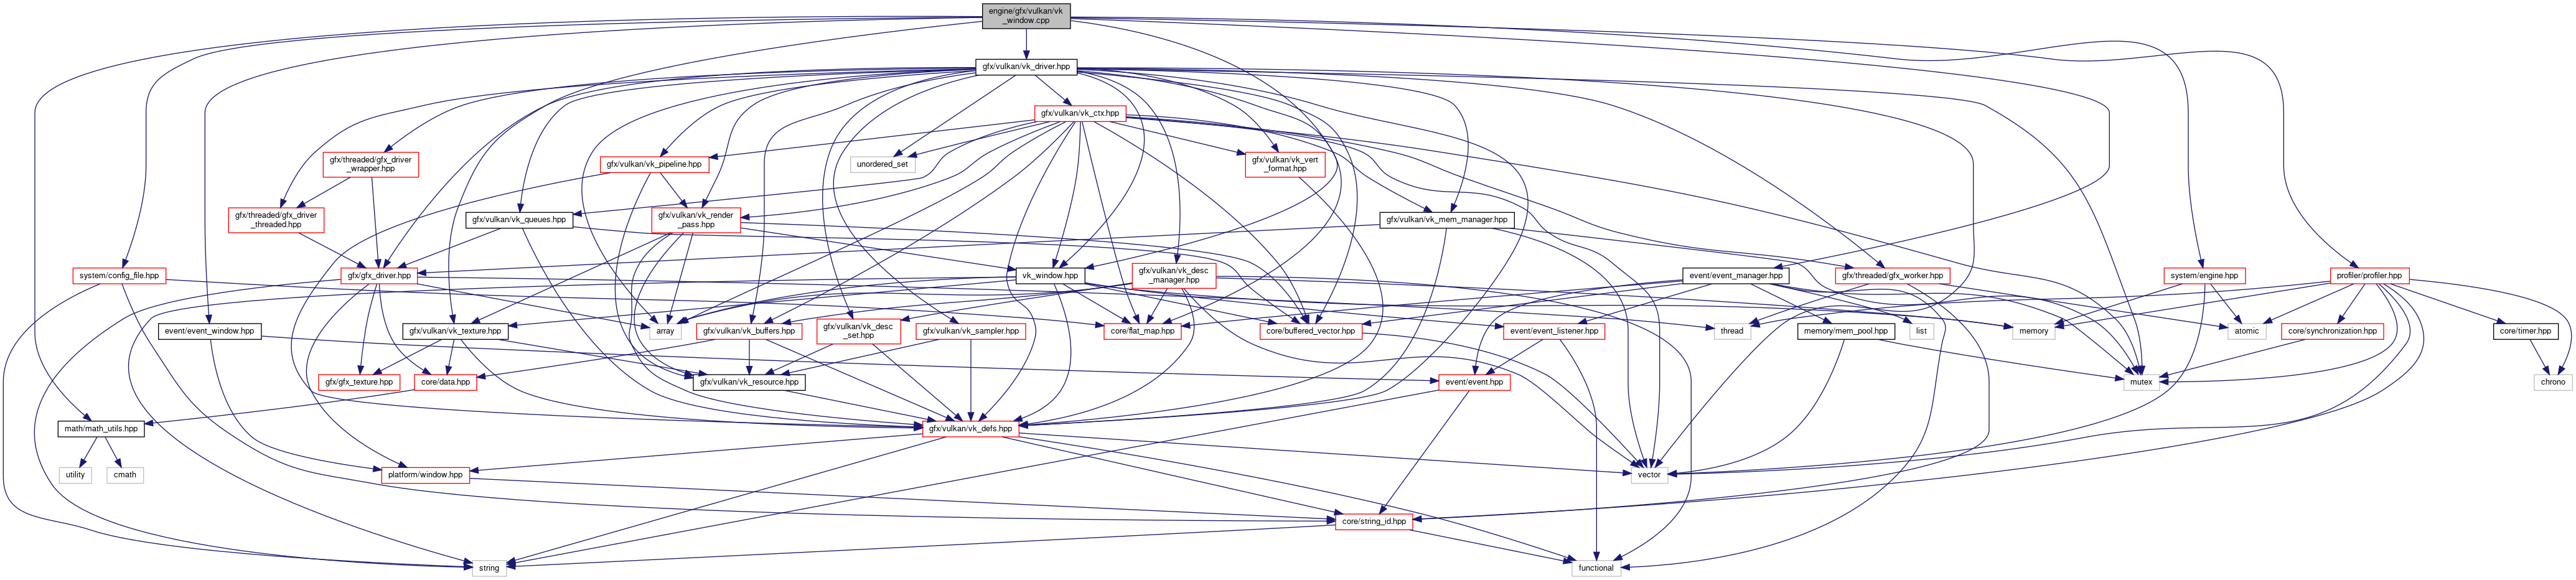 engine/gfx/vulkan/vk
_window.cpp
gfx/vulkan/vk_driver.hpp
gfx/vulkan/vk_ctx.hpp
gfx/threaded/gfx_driver
_wrapper.hpp
gfx/vulkan/vk_pipeline.hpp
unordered_set
gfx/vulkan/vk_vert
_format.hpp
gfx/threaded/gfx_driver
_threaded.hpp
gfx/vulkan/vk_queues.hpp
gfx/vulkan/vk_render
_pass.hpp
gfx/vulkan/vk_mem_manager.hpp
system/config_file.hpp
gfx/gfx_driver.hpp
vk_window.hpp
gfx/vulkan/vk_desc
_manager.hpp
event/event_manager.hpp
gfx/threaded/gfx_worker.hpp
system/engine.hpp
profiler/profiler.hpp
event/event_window.hpp
gfx/vulkan/vk_texture.hpp
array
gfx/vulkan/vk_buffers.hpp
gfx/vulkan/vk_desc
_set.hpp
gfx/vulkan/vk_sampler.hpp
core/flat_map.hpp
core/buffered_vector.hpp
event/event_listener.hpp
thread
memory/mem_pool.hpp
list
memory
atomic
core/synchronization.hpp
core/timer.hpp
gfx/gfx_texture.hpp
core/data.hpp
gfx/vulkan/vk_resource.hpp
event/event.hpp
mutex
chrono
math/math_utils.hpp
gfx/vulkan/vk_defs.hpp
utility
cmath
platform/window.hpp
vector
core/string_id.hpp
string
functional